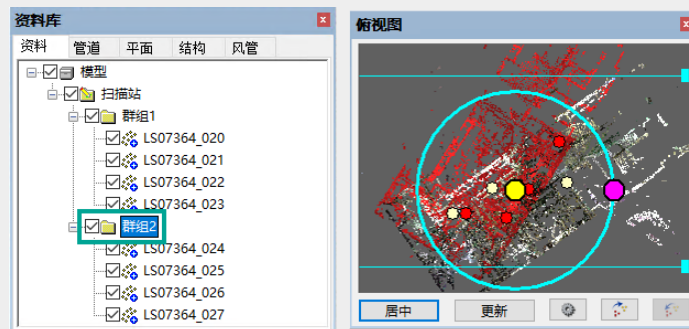 资料库
资料 管道 平面 结构 风管
模型
扫描站
群组1
LS07364_020
LS07364_021
LS07364_022
LS07364_023
群组2
LS07364_024
LS07364_025
LS07364_026
LS07364_027
俯视图
居中 更新